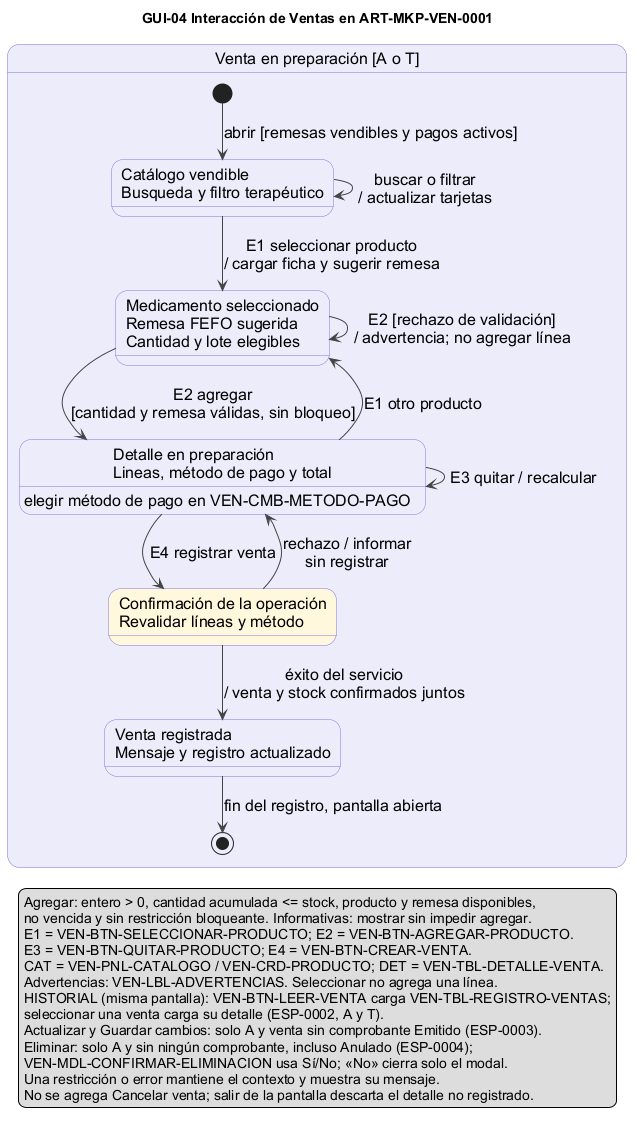 GUI-04 Interacción de Ventas en ART-MKP-VEN-0001
Venta en preparación [A o T]
abrir [remesas vendibles y pagos activos]
Catálogo vendible
Busqueda y filtro terapéutico
buscar o filtrar
/ actualizar tarjetas
E1 seleccionar producto
/ cargar ficha y sugerir remesa
Medicamento seleccionado
Remesa FEFO sugerida
Cantidad y lote elegibles
E2 [rechazo de validación]
/ advertencia; no agregar línea
E2 agregar
[cantidad y remesa válidas, sin bloqueo]
E1 otro producto
Detalle en preparación
Lineas, método de pago y total
elegir método de pago en VEN-CMB-METODO-PAGO
E3 quitar / recalcular
E4 registrar venta
rechazo / informar
sin registrar
Confirmación de la operación
Revalidar líneas y método
éxito del servicio
/ venta y stock confirmados juntos
Venta registrada
Mensaje y registro actualizado
fin del registro, pantalla abierta
Agregar: entero > 0, cantidad acumulada <= stock, producto y remesa disponibles,
no vencida y sin restricción bloqueante. Informativas: mostrar sin impedir agregar.
E1 = VEN-BTN-SELECCIONAR-PRODUCTO; E2 = VEN-BTN-AGREGAR-PRODUCTO.
E3 = VEN-BTN-QUITAR-PRODUCTO; E4 = VEN-BTN-CREAR-VENTA.
CAT = VEN-PNL-CATALOGO / VEN-CRD-PRODUCTO; DET = VEN-TBL-DETALLE-VENTA.
Advertencias: VEN-LBL-ADVERTENCIAS. Seleccionar no agrega una línea.
HISTORIAL (misma pantalla): VEN-BTN-LEER-VENTA carga VEN-TBL-REGISTRO-VENTAS;
seleccionar una venta carga su detalle (ESP-0002, A y T).
Actualizar y Guardar cambios: solo A y venta sin comprobante Emitido (ESP-0003).
Eliminar: solo A y sin ningún comprobante, incluso Anulado (ESP-0004);
VEN-MDL-CONFIRMAR-ELIMINACION usa Sí/No; «No» cierra solo el modal.
Una restricción o error mantiene el contexto y muestra su mensaje.
No se agrega Cancelar venta; salir de la pantalla descarta el detalle no registrado.